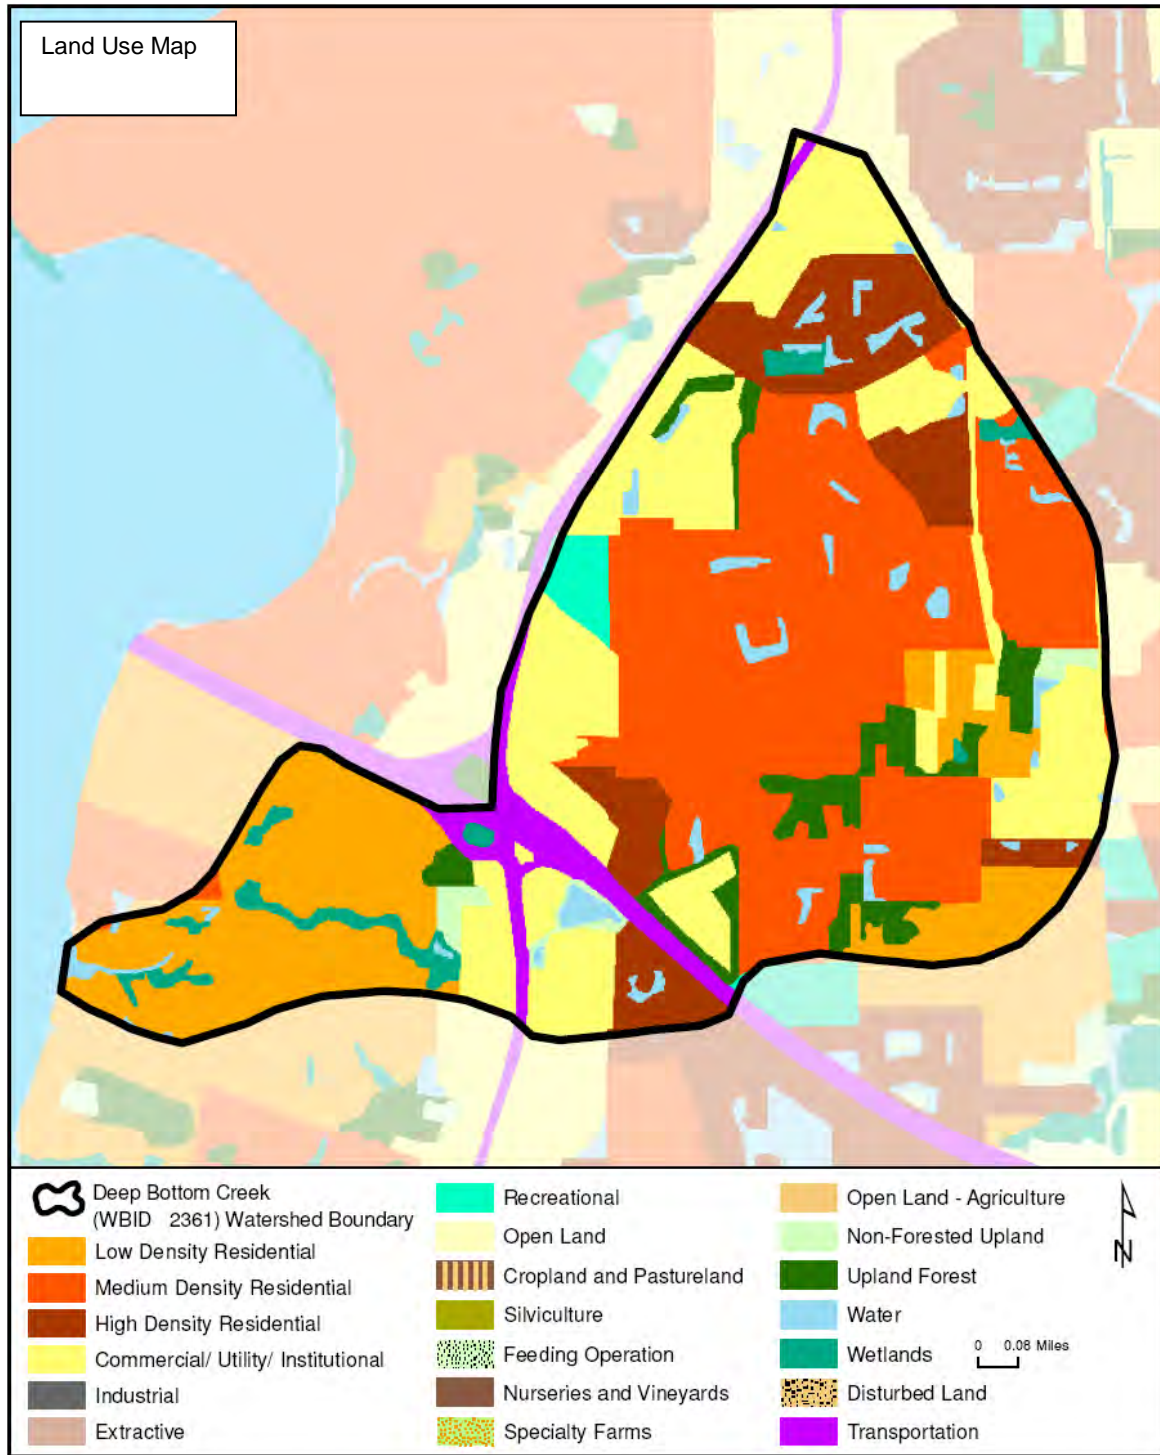 Land Use Map
Deep Bottom Creek
(WBID 2361) Watershed Boundary
Low Density Residential
Medium Density Residential
High Density Residential
Commercial/ Utility/ Institutional
Industrial
Extractive
Recreational
Open Land
Cropland and Pastureland
Silviculture
Feeding Operation
Nurseries and Vineyards
Specialty Farms
Open Land - Agriculture
Non-Forested Upland
Upland Forest
Water
Wetlands
Disturbed Land
Transportation
N
0 0.08 Miles